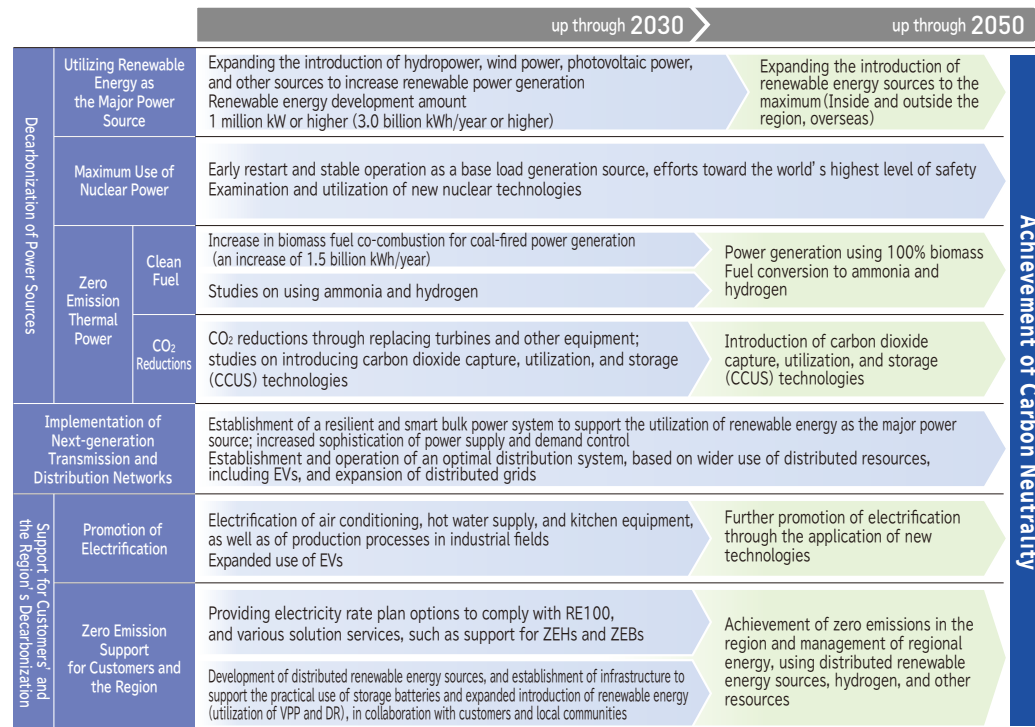 up through 2030
up through 2050
Decarbonization of Power Sources
Utilizing Renewable
Energy as
the Major Power
Source
Expanding the introduction of hydropower, wind power, photovoltaic power,
and other sources to increase renewable power generation
Renewable energy development amount
1 million kW or higher (3.0 billion kWh/year or higher)
Expanding the introduction of
renewable energy sources to the
maximum (Inside and outside the
region, overseas)
Maximum Use of
Nuclear Power
Early restart and stable operation as a base load generation source, efforts toward the world's highest level of safety
Examination and utilization of new nuclear technologies
Zero
Emission
Thermal
Power
Clean
Fuel
Increase in biomass fuel co-combustion for coal-fired power generation
(an increase of 1.5 billion kWh/year)
Studies on using ammonia and hydrogen
Power generation using 100% biomass
Fuel conversion to ammonia and
hydrogen
CO₂
Reductions
CO₂ reductions through replacing turbines and other equipment;
studies on introducing carbon dioxide capture, utilization, and storage
(CCUS) technologies
Introduction of carbon dioxide
capture, utilization, and storage
(CCUS) technologies
Implementation of
Next-generation
Transmission and
Distribution Networks
Establishment of a resilient and smart bulk power system to support the utilization of renewable energy as the major power
source; increased sophistication of power supply and demand control
Establishment and operation of an optimal distribution system, based on wider use of distributed resources,
including EVs, and expansion of distributed grids
Support for Customers' and
the Region's Decarbonization
Promotion of
Electrification
Electrification of air conditioning, hot water supply, and kitchen equipment,
as well as of production processes in industrial fields
Expanded use of EVs
Further promotion of electrification
through the application of new
technologies
Zero Emission
Support
for Customers and
the Region
Providing electricity rate plan options to comply with RE100,
and various solution services, such as support for ZEHs and ZEBs
Development of distributed renewable energy sources, and establishment of infrastructure to
support the practical use of storage batteries and expanded introduction of renewable energy
(utilization of VPP and DR), in collaboration with customers and local communities
Achievement of zero emissions in the
region and management of regional
energy, using distributed renewable
energy sources, hydrogen, and other
resources
Achievement of Carbon Neutrality